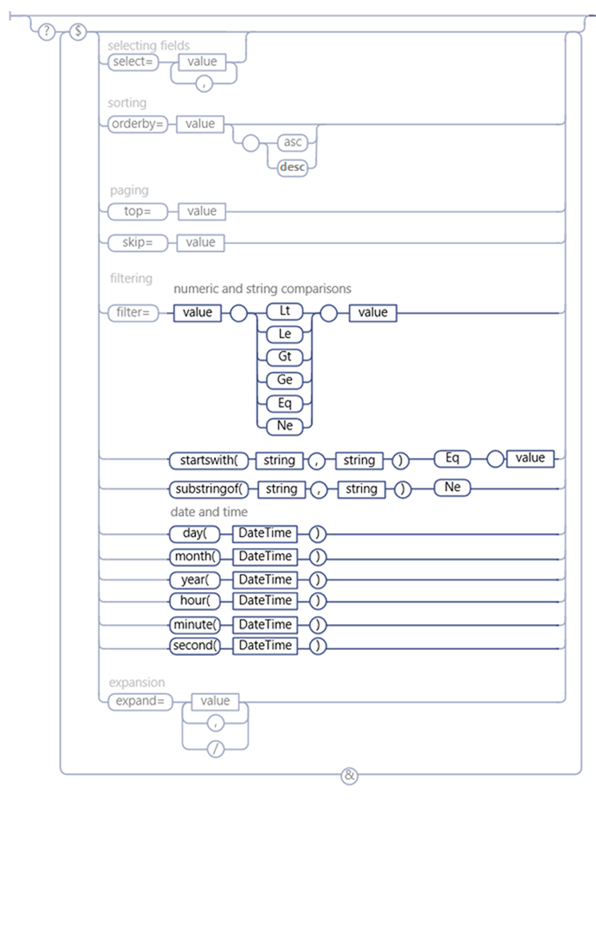 ? $
selecting fields
select= value
,
sorting
orderby= value
asc
desc
paging
top= value
skip= value
filtering
numeric and string comparisons
filter= value Lt value
Le
Gt
Ge
Eq
Ne
startswith( string , string ) Eq value
substringof( string , string ) Ne
date and time
day( DateTime )
month( DateTime )
year( DateTime )
hour( DateTime )
minute( DateTime )
second( DateTime )
expansion
expand= value
,
/
&